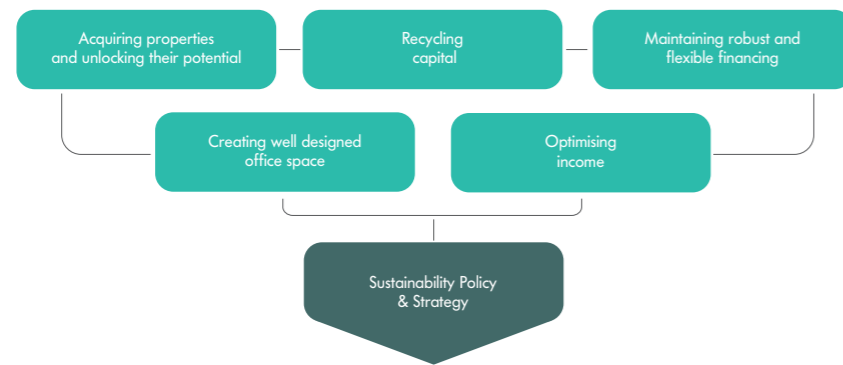 Acquiring properties
and unlocking their potential
Recycling
capital
Maintaining robust and
flexible financing
Creating well designed
office space
Optimising
income
Sustainability Policy
& Strategy